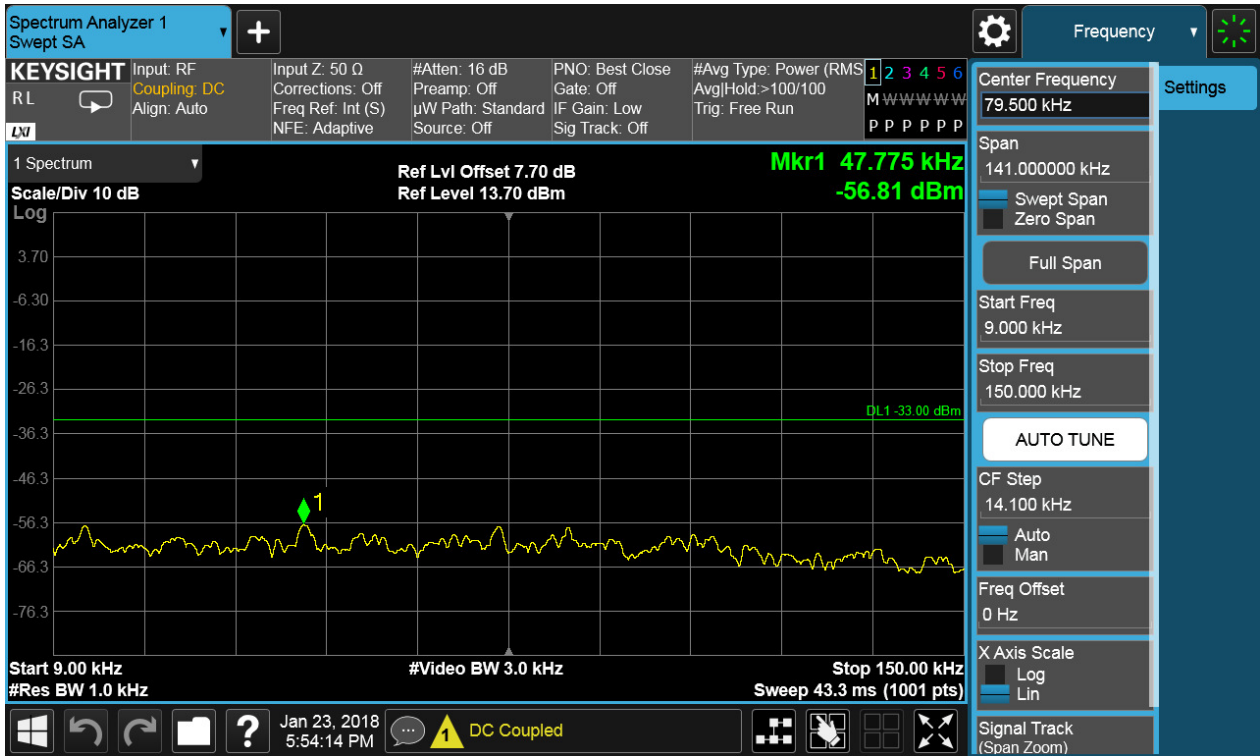 Spectrum Analyzer 1
Swept SA
+
Frequency
KEYSIGHT
RL
LXI
Input: RF
Coupling: DC
Align: Auto
Input Z: 50 Ω
Corrections: Off
Freq Ref: Int (S)
NFE: Adaptive
#Atten: 16 dB
Preamp: Off
µW Path: Standard
Source: Off
PNO: Best Close
Gate: Off
IF Gain: Low
Sig Track: Off
#Avg Type: Power (RMS
Avg|Hold:>100/100
Trig: Free Run
1 2 3 4 5 6
M W W W W W
P P P P P P
1 Spectrum
Scale/Div 10 dB
Log
Ref Lvl Offset 7.70 dB
Ref Level 13.70 dBm
Mkr1 47.775 kHz
-56.81 dBm
3.70
-6.30
-16.3
-26.3
DL1 -33.00 dBm
-36.3
-46.3
1
-56.3
-66.3
-76.3
Start 9.00 kHz
#Res BW 1.0 kHz
#Video BW 3.0 kHz
Stop 150.00 kHz
Sweep 43.3 ms (1001 pts)
Center Frequency
79.500 kHz
Span
141.000000 kHz
Swept Span
Zero Span
Full Span
Start Freq
9.000 kHz
Stop Freq
150.000 kHz
AUTO TUNE
CF Step
14.100 kHz
Auto
Man
Freq Offset
0 Hz
X Axis Scale
Log
Lin
Signal Track
(Span Zoom)
Settings
?
Jan 23, 2018
5:54:14 PM
1
DC Coupled